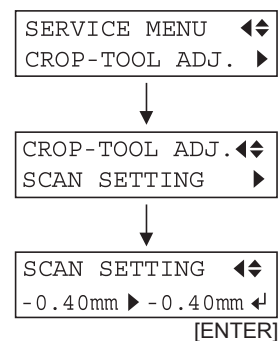 SERVICE MENU ◀♦
CROP-TOOL ADJ. ▶
CROP-TOOL ADJ.◀♦
SCAN SETTING ▶
SCAN SETTING ◀♦
-0.40mm ▶ -0.40mm ↵
[ENTER]